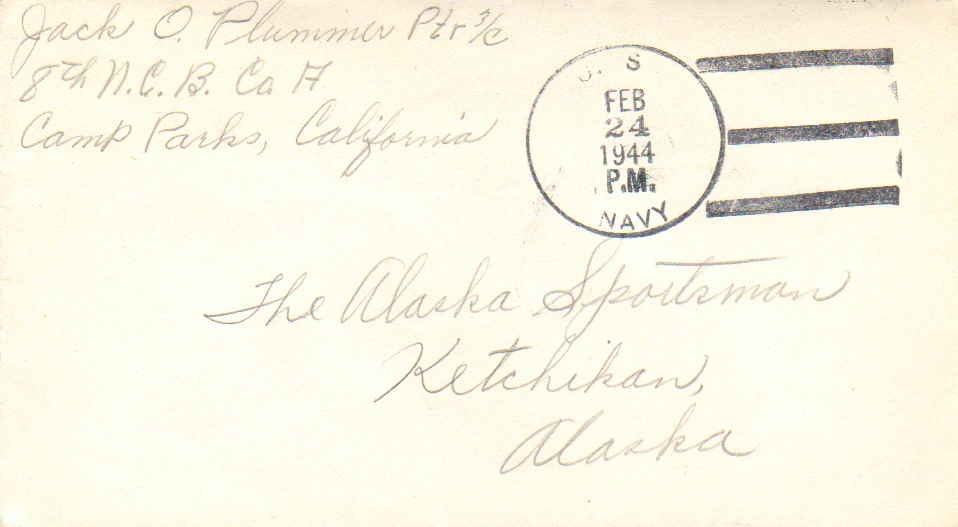 Jack O. Plummer Ptr 3/c
8th N.C.B. Co A
Camp Parks, California
U. S.
FEB
24
1944
P.M.
NAVY
The Alaska Sportsman
Ketchikan,
Alaska